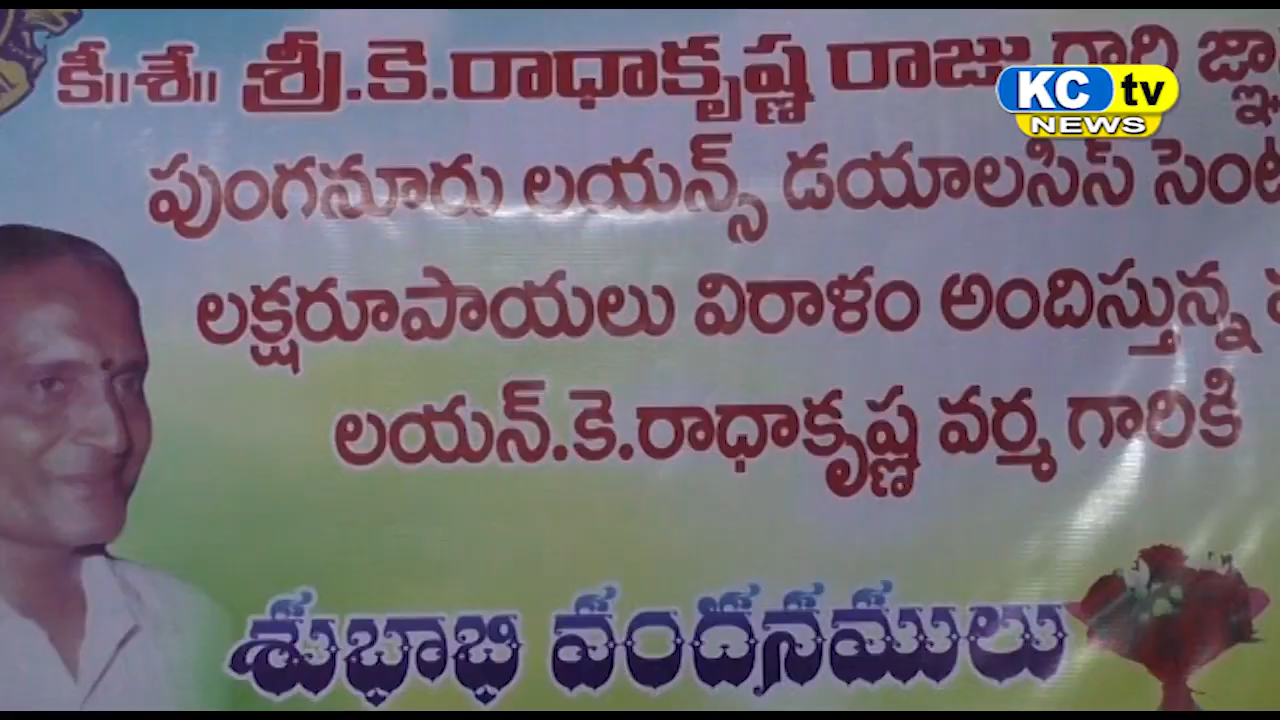 కీ॥శే॥ శ్రీ.కె.రాధాకృష్ణ రాజు గారి
KC tv
NEWS
పుంగనూరు లయన్స్ డయాలసిస్
లక్షరూపాయలు విరాళం అందిస్తున్న
లయన్.కె.రాధాకృష్ణ వర్మ గారికి
శుభాభి వందనములు